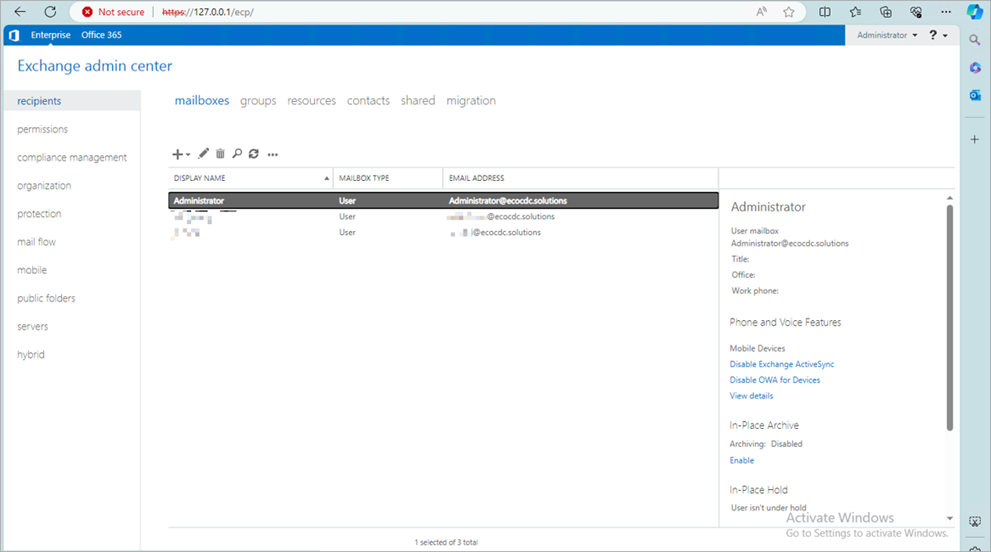 Not secure | https://127.0.0.1/ecp/
Enterprise Office 365
Administrator ?
Exchange admin center
recipients
permissions
compliance management
organization
protection
mail flow
mobile
public folders
servers
hybrid
mailboxes groups resources contacts shared migration
DISPLAY NAME MAILBOX TYPE EMAIL ADDRESS
Administrator User Administrator@ecocdc.solutions
User @ecocdc.solutions
User @ecocdc.solutions
1 selected of 3 total
Administrator
User mailbox
Administrator@ecocdc.solutions
Title:
Office:
Work phone:
Phone and Voice Features
Mobile Devices
Disable Exchange ActiveSync
Disable OWA for Devices
View details
In-Place Archive
Archiving: Disabled
Enable
In-Place Hold
User isn't under hold
Activate Windows
Go to Settings to activate Windows.